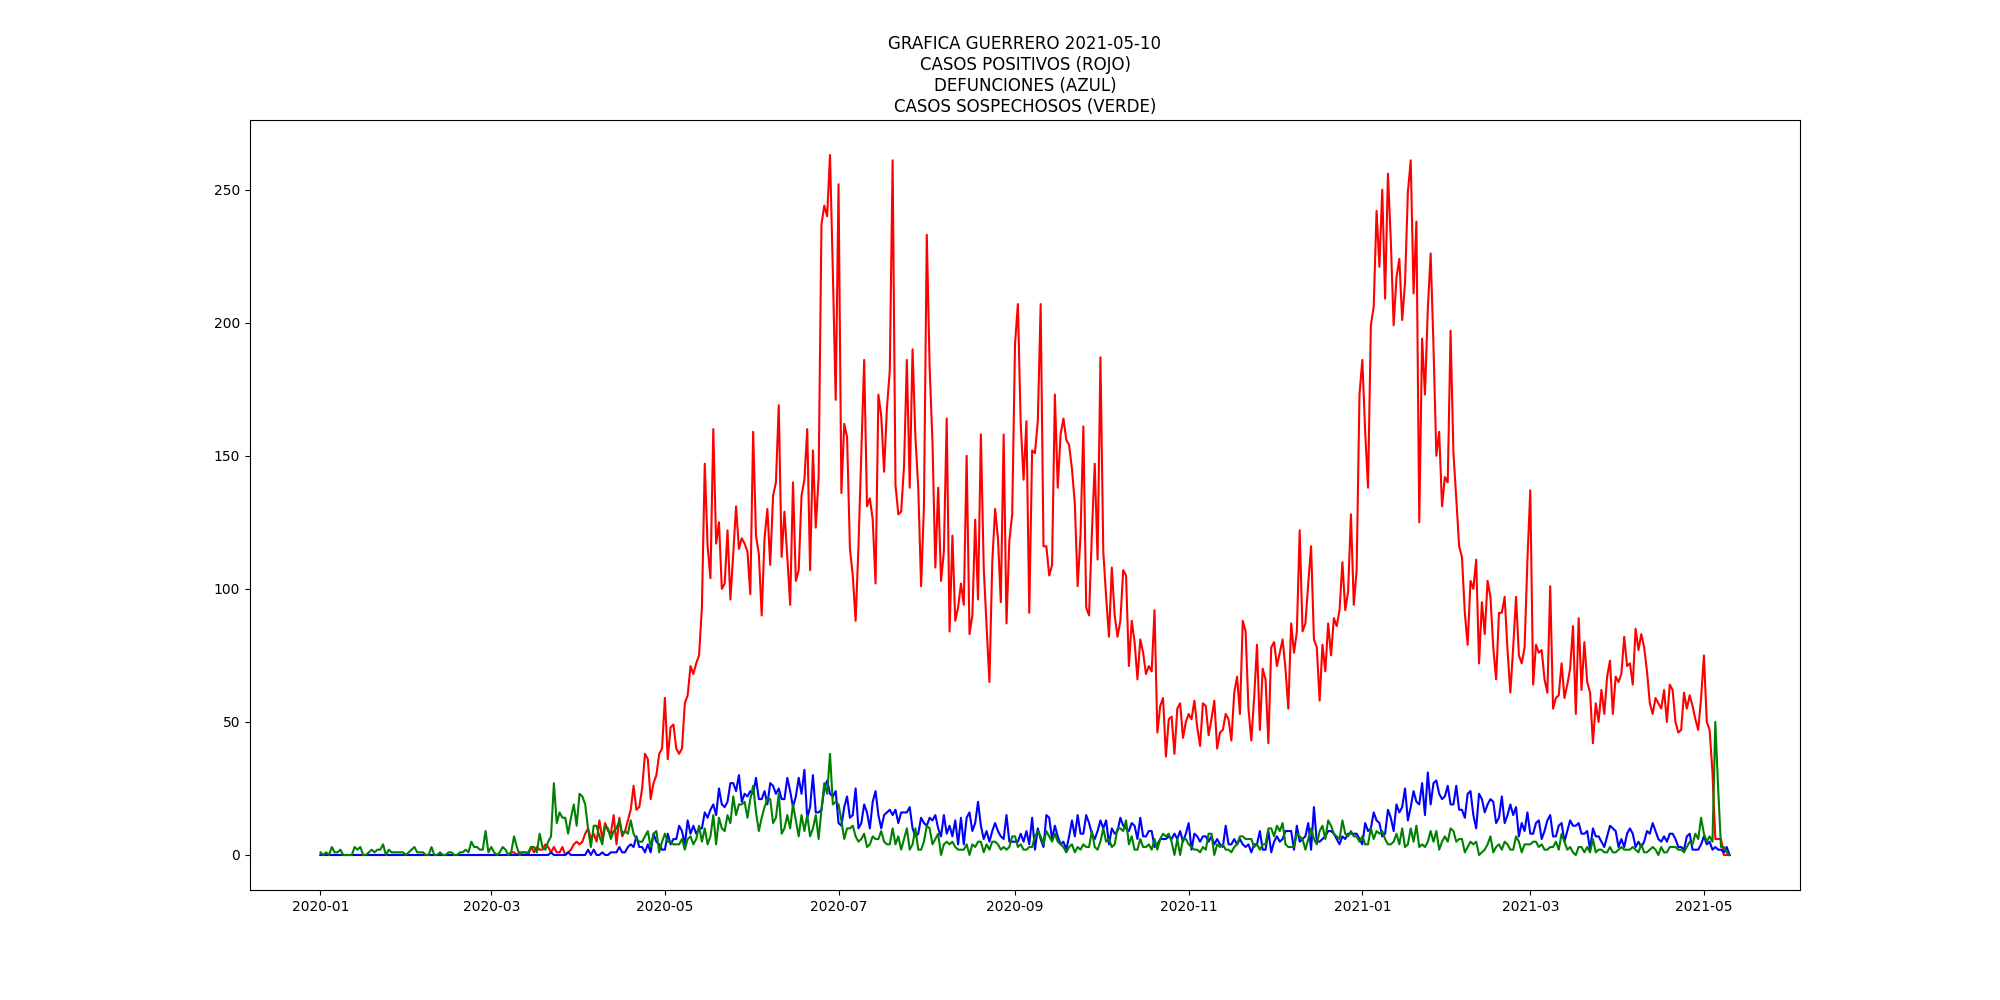 GRAFICA GUERRERO 2021-05-10
CASOS POSITIVOS (ROJO)
DEFUNCIONES (AZUL)
CASOS SOSPECHOSOS (VERDE)
250
200
150
100
50
0
2020-01 2020-03 2020-05 2020-07 2020-09 2020-11 2021-01 2021-03 2021-05